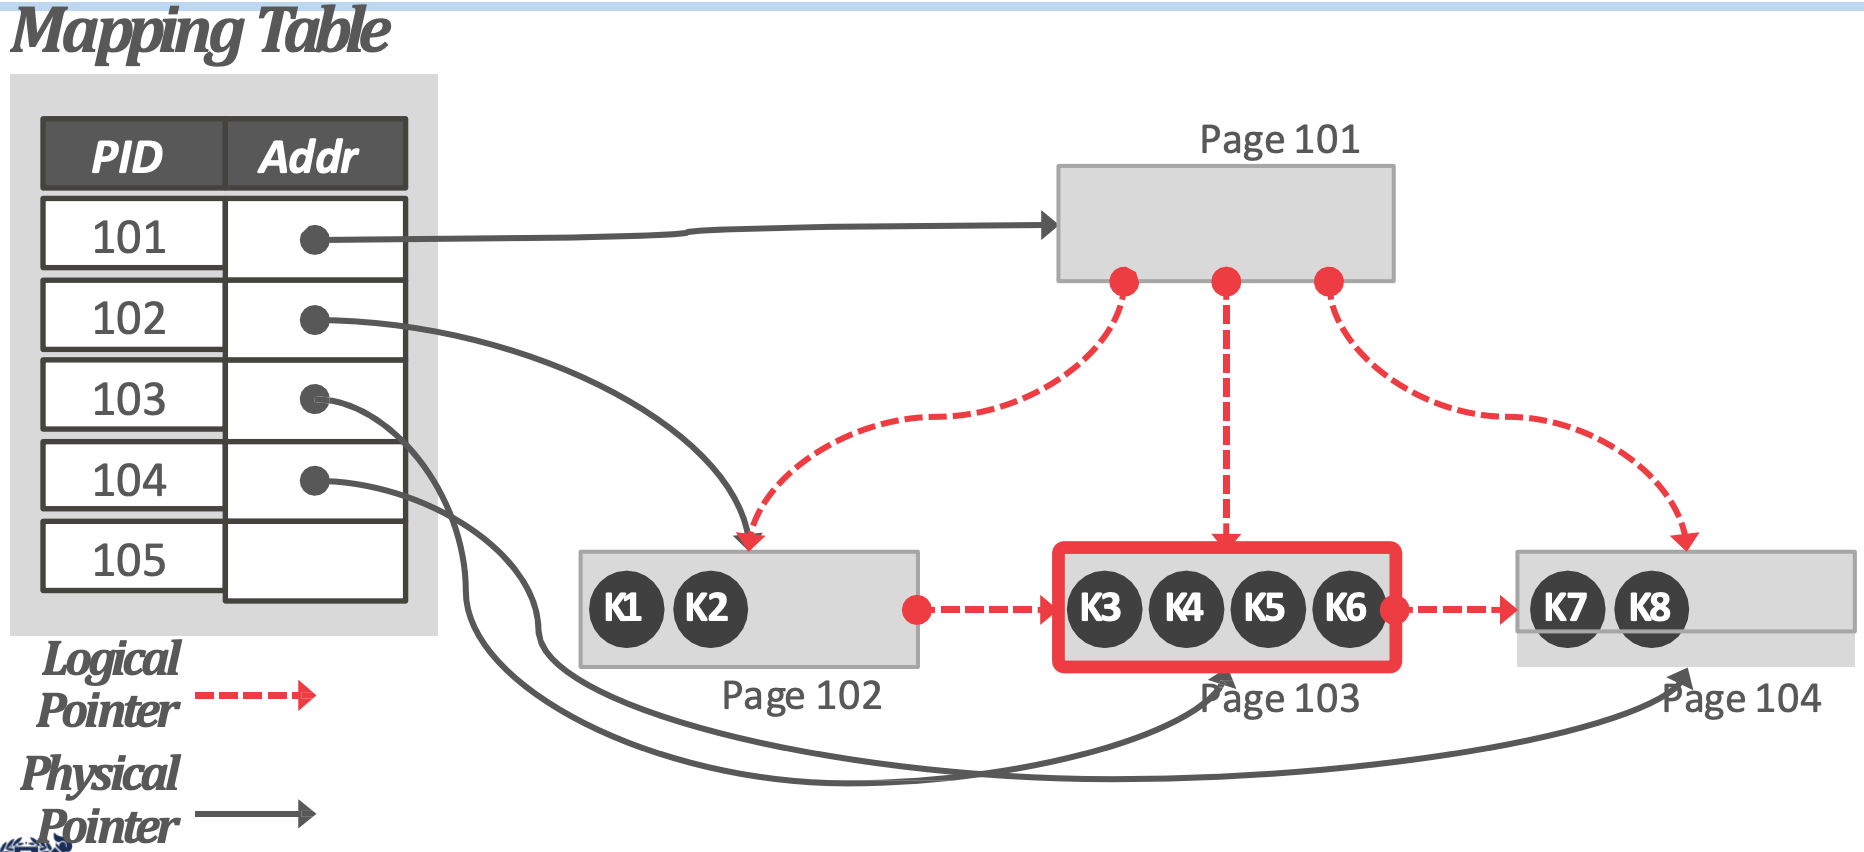 Mapping Table
PID Addr
101
102
103
104
105
Page 101
K1 K2
K3 K4 K5 K6
K7 K8
Page 102
Page 103
Page 104
Logical
Pointer
Physical
Pointer